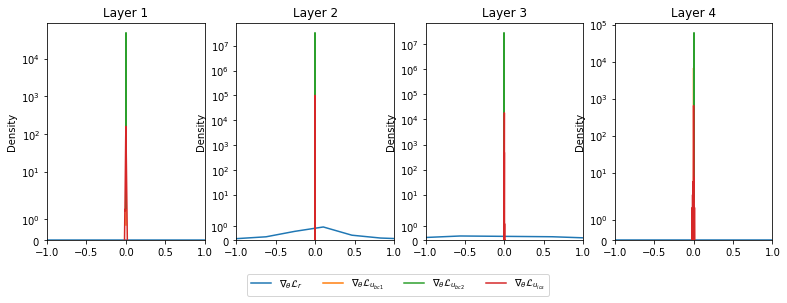 Layer 1 Layer 2 Layer 3 Layer 4
Density Density Density Density
10⁴ 10³ 10² 10¹ 10⁰ 0
10⁷ 10⁶ 10⁵ 10⁴ 10³ 10² 10¹ 10⁰ 0
10⁷ 10⁶ 10⁵ 10⁴ 10³ 10² 10¹ 10⁰ 0
10⁵ 10⁴ 10³ 10² 10¹ 10⁰ 0
−1.0 −0.5 0.0 0.5 1.0 −1.0 −0.5 0.0 0.5 1.0 −1.0 −0.5 0.0 0.5 1.0 −1.0 −0.5 0.0 0.5 1.0
∇θℒr ∇θℒu_bc1 ∇θℒu_bc2 ∇θℒu_ics